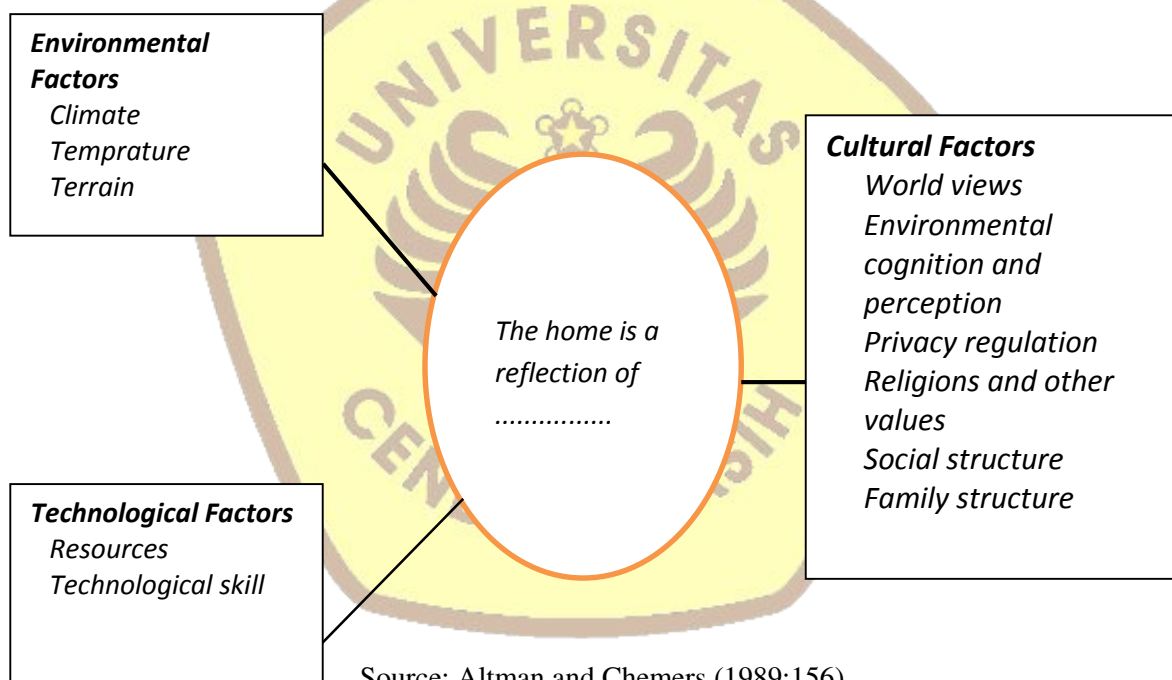 Environmental
Factors
Climate
Temprature
Terrain
UNIVERSITAS
Cultural Factors
World views
Environmental
cognition and
perception
Privacy regulation
Religions and other
values
Social structure
Family structure
The home is a
reflection of
................
Technological Factors
Resources
Technological skill
Source: Altman and Chemers (1989:156)